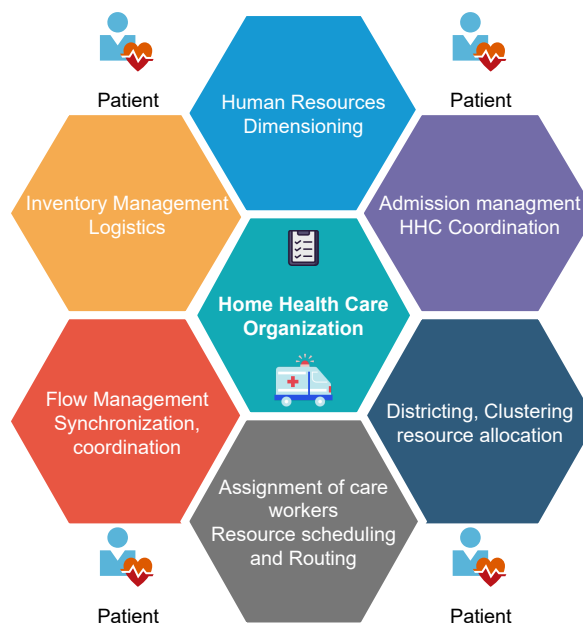 Patient
Patient
Human Resources
Dimensioning
Inventory Management
Logistics
Admission managment
HHC Coordination
Home Health Care
Organization
Flow Management
Synchronization,
coordination
Districting, Clustering
resource allocation
Assignment of care
workers
Resource scheduling
and Routing
Patient
Patient